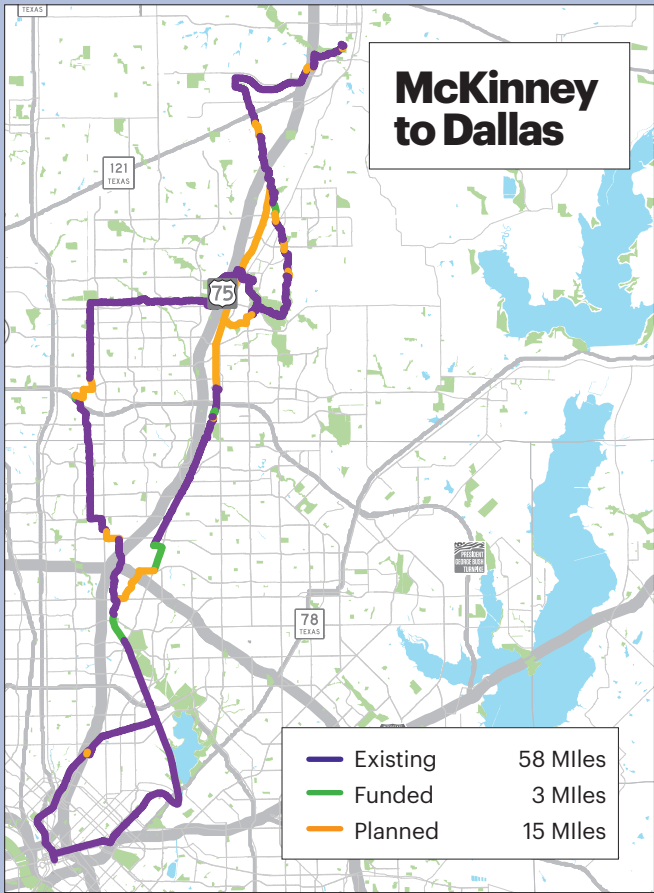 TEXAS
McKinney
to Dallas
121
TEXAS
75
PRESIDENT
GEORGE BUSH
TURNPIKE
78
TEXAS
Existing 58 MIles
Funded 3 MIles
Planned 15 MIles